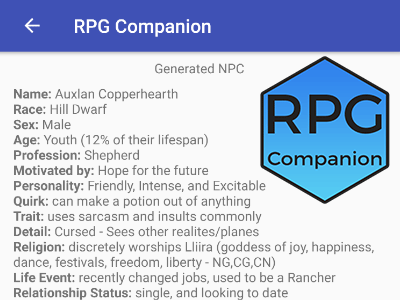 RPG Companion
Generated NPC
Name: Auxlan Copperhearth
Race: Hill Dwarf
Sex: Male
Age: Youth (12% of their lifespan)
Profession: Shepherd
Motivated by: Hope for the future
Personality: Friendly, Intense, and Excitable
Quirk: can make a potion out of anything
Trait: uses sarcasm and insults commonly
Detail: Cursed - Sees other realites/planes
Religion: discretely worships Lliira (goddess of joy, happiness,
dance, festivals, freedom, liberty - NG,CG,CN)
Life Event: recently changed jobs, used to be a Rancher
Relationship Status: single, and looking to date
RPG
Companion